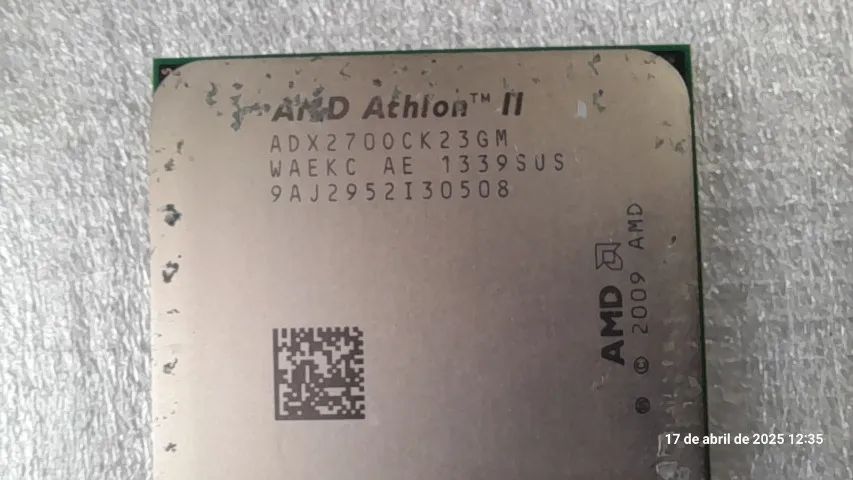 AMD Athlon™ II
ADX270OCK23GM
WAEKC AE 1339SUS
9AJ2952I30508
AMD
© 2009 AMD
17 de abril de 2025 12:35